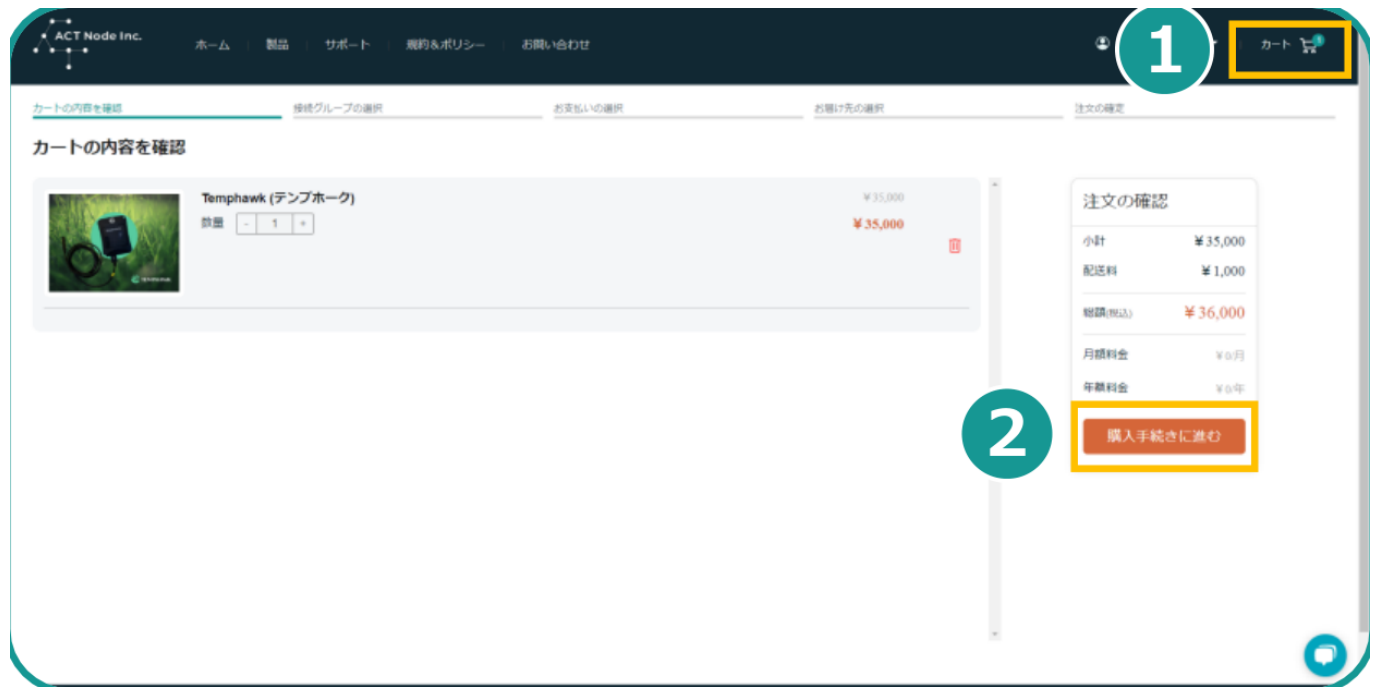 ACT Node Inc.
ホーム 製品 サポート 規約&ポリシー お問い合わせ
1
カート
カートの内容を確認 接続グループの選択 お支払いの選択 お届け先の選択 注文の確定
カートの内容を確認
Temphawk (テンプホーク)
数量 - 1 +
¥35,000
¥35,000
注文の確認
小計 ¥35,000
配送料 ¥1,000
総額(税込) ¥36,000
月額料金 ¥0/月
年額料金 ¥0/年
2
購入手続きに進む